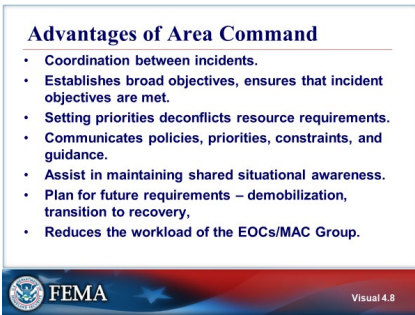 Advantages of Area Command
• Coordination between incidents.
• Establishes broad objectives, ensures that incident
objectives are met.
• Setting priorities deconflicts resource requirements.
• Communicates policies, priorities, constraints, and
guidance.
• Assist in maintaining shared situational awareness.
• Plan for future requirements – demobilization,
transition to recovery,
• Reduces the workload of the EOCs/MAC Group.
FEMA
Visual 4.8